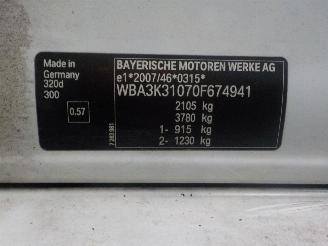 Made in
Germany
320d
300
0.57
BAYERISCHE MOTOREN WERKE AG
e1*2007/46*0315*
WBA3K31070F674941
2105 kg
3780 kg
1- 915 kg
2- 1230 kg